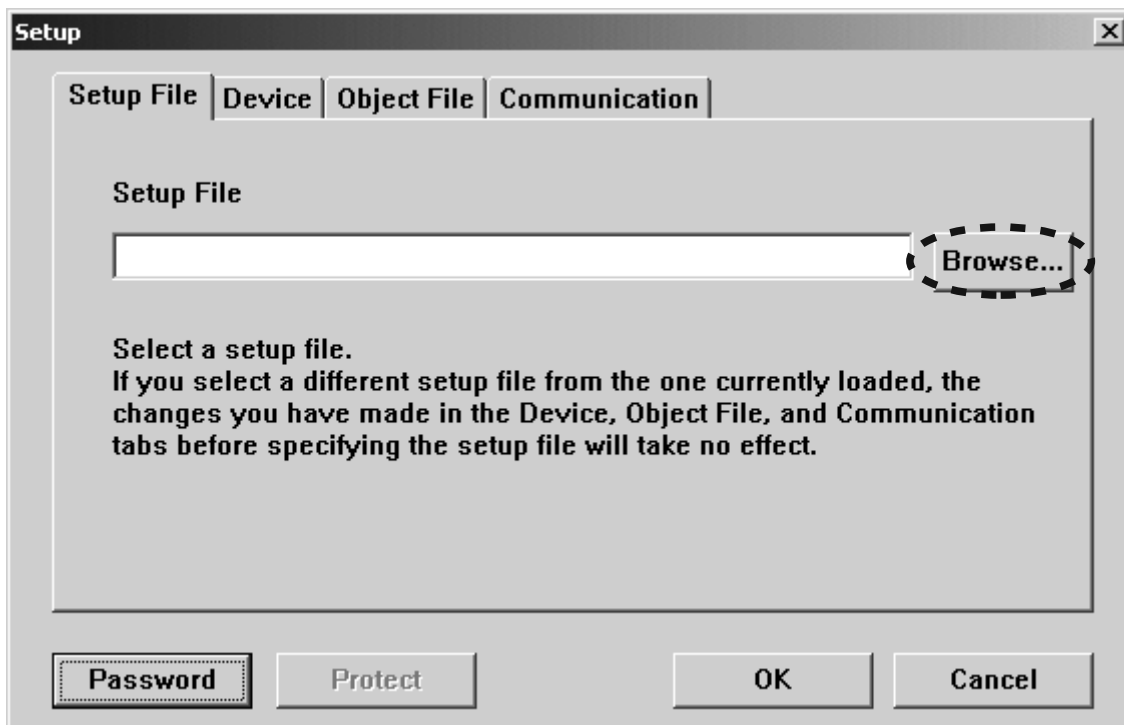 Setup
Setup File Device Object File Communication
Setup File
Browse...
Select a setup file.
If you select a different setup file from the one currently loaded, the
changes you have made in the Device, Object File, and Communication
tabs before specifying the setup file will take no effect.
Password Protect OK Cancel